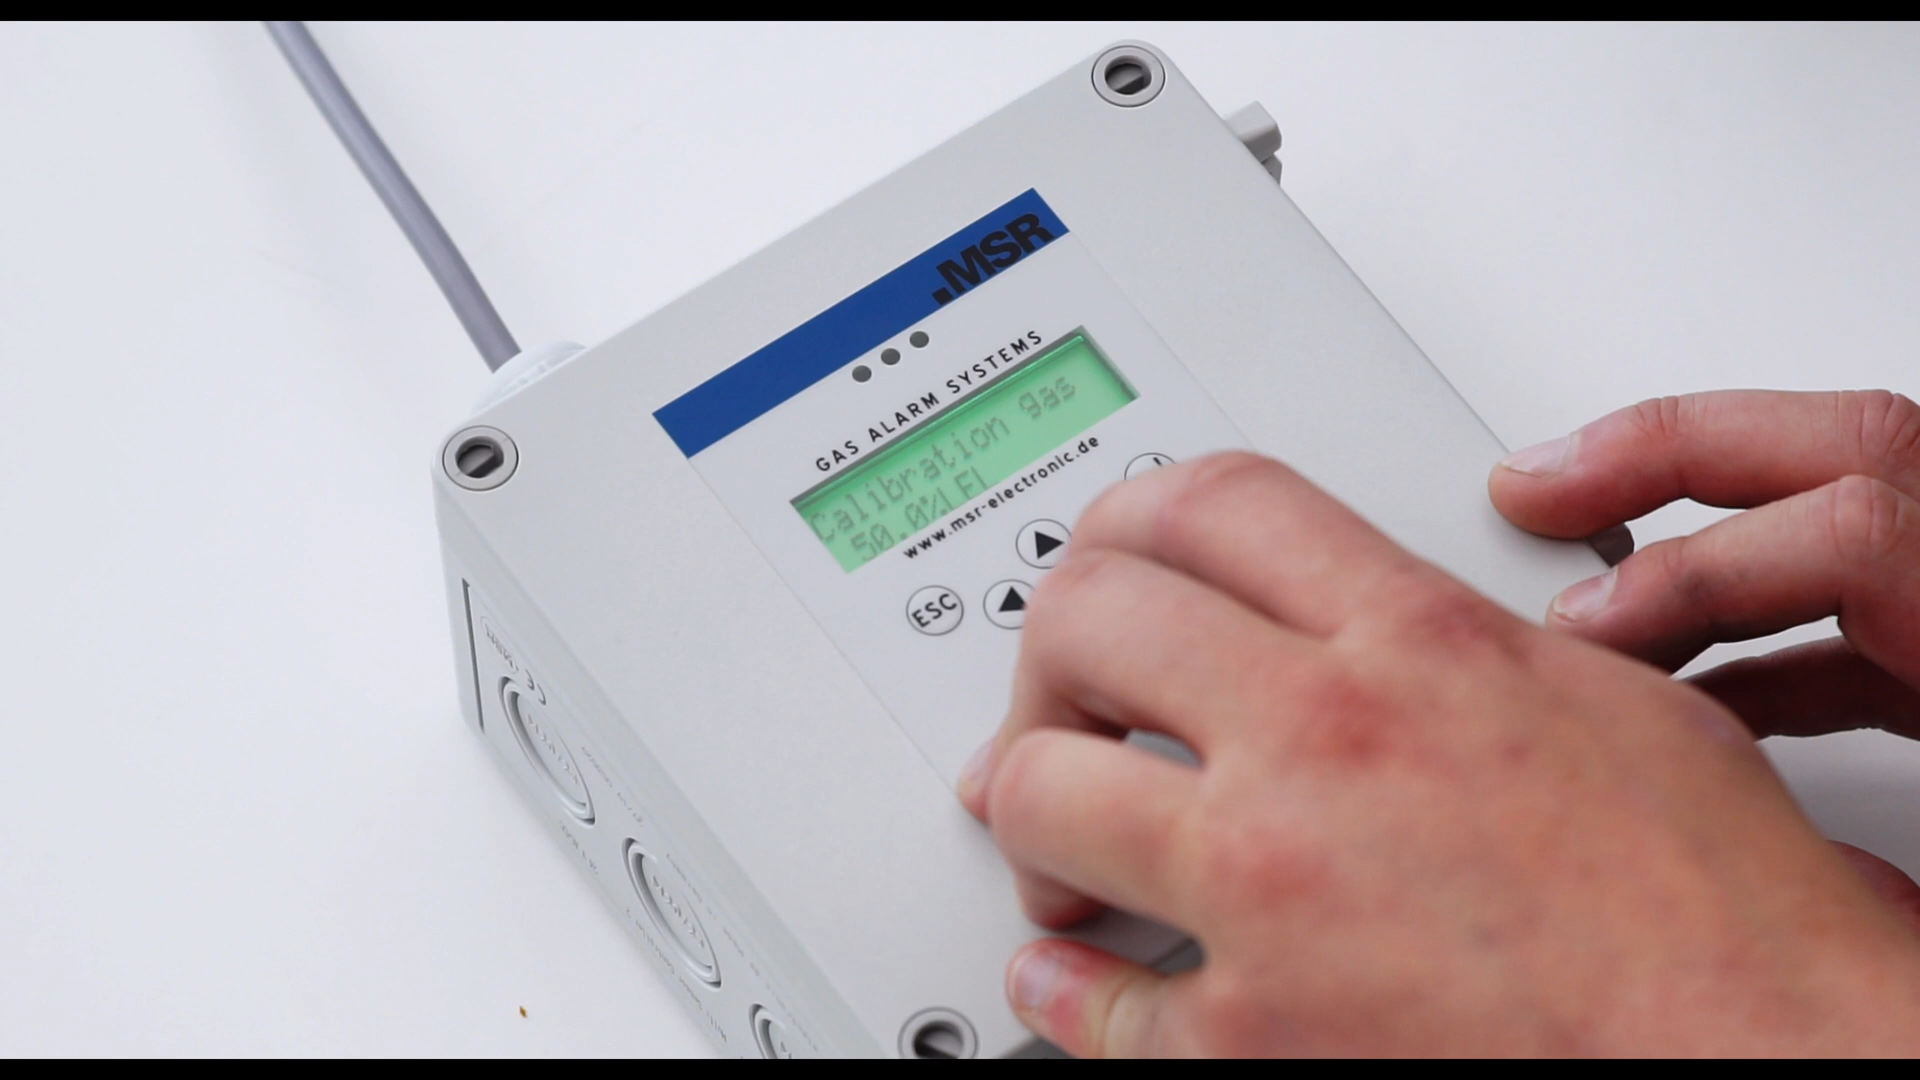 .MSR
GAS ALARM SYSTEMS
Calibration gas
50.0%LEL
www.msr-electronic.de
ESC